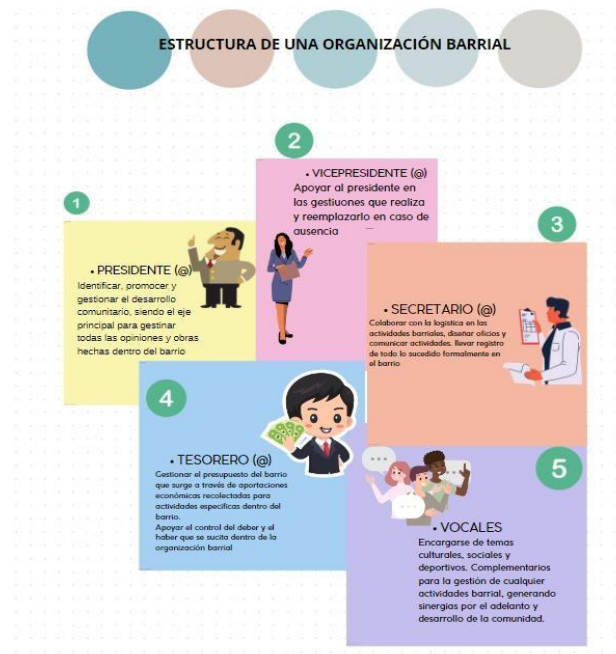 ESTRUCTURA DE UNA ORGANIZACIÓN BARRIAL
1
• PRESIDENTE (@)
Identificar, promocer y
gestionar el desarrollo
comunitario, siendo el eje
principal para gestinar
todas las opiniones y obras
hechas dentro del barrio
2
• VICEPRESIDENTE (@)
Apoyar al presidente en
las gestiuones que realiza
y reemplazarlo en caso de
ausencia
3
• SECRETARIO (@)
Colaborar con la logística en las
actividades barriales, diseñar oficios y
comunicar actividades. llevar registro
de todo lo sucedido formalmente en
el barrio
4
• TESORERO (@)
Gestionar el presupuesto del barrio
que surge a través de aportaciones
económicas recolectadas para
actividades específicas dentro del
barrio.
Apoyar el control del deber y el
haber que se sucita dentro de la
organización barrial
5
• VOCALES
Encargarse de temas
culturales, sociales y
deportivos. Complementarios
para la gestión de cualquier
actividades barrial, generando
sinergias por el adelanto y
desarrollo de la comunidad.